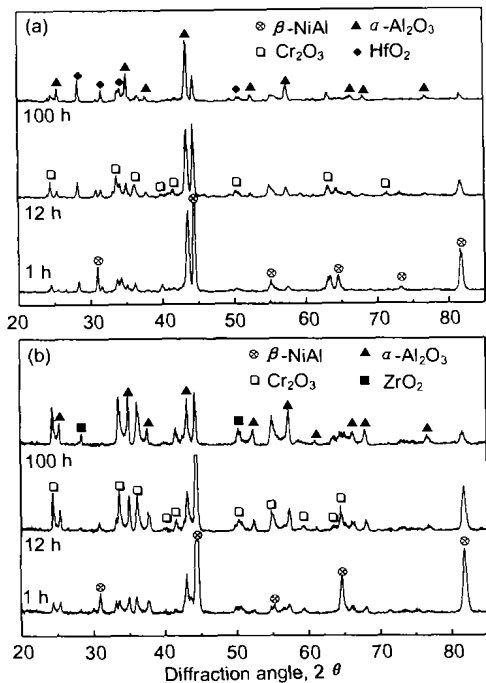 (a)
β-NiAl α-Al2O3
Cr2O3 HfO2
100 h
12 h
1 h
20 30 40 50 60 70 80
(b)
β-NiAl α-Al2O3
Cr2O3 ZrO2
100 h
12 h
1 h
20 30 40 50 60 70 80
Diffraction angle, 2 θ